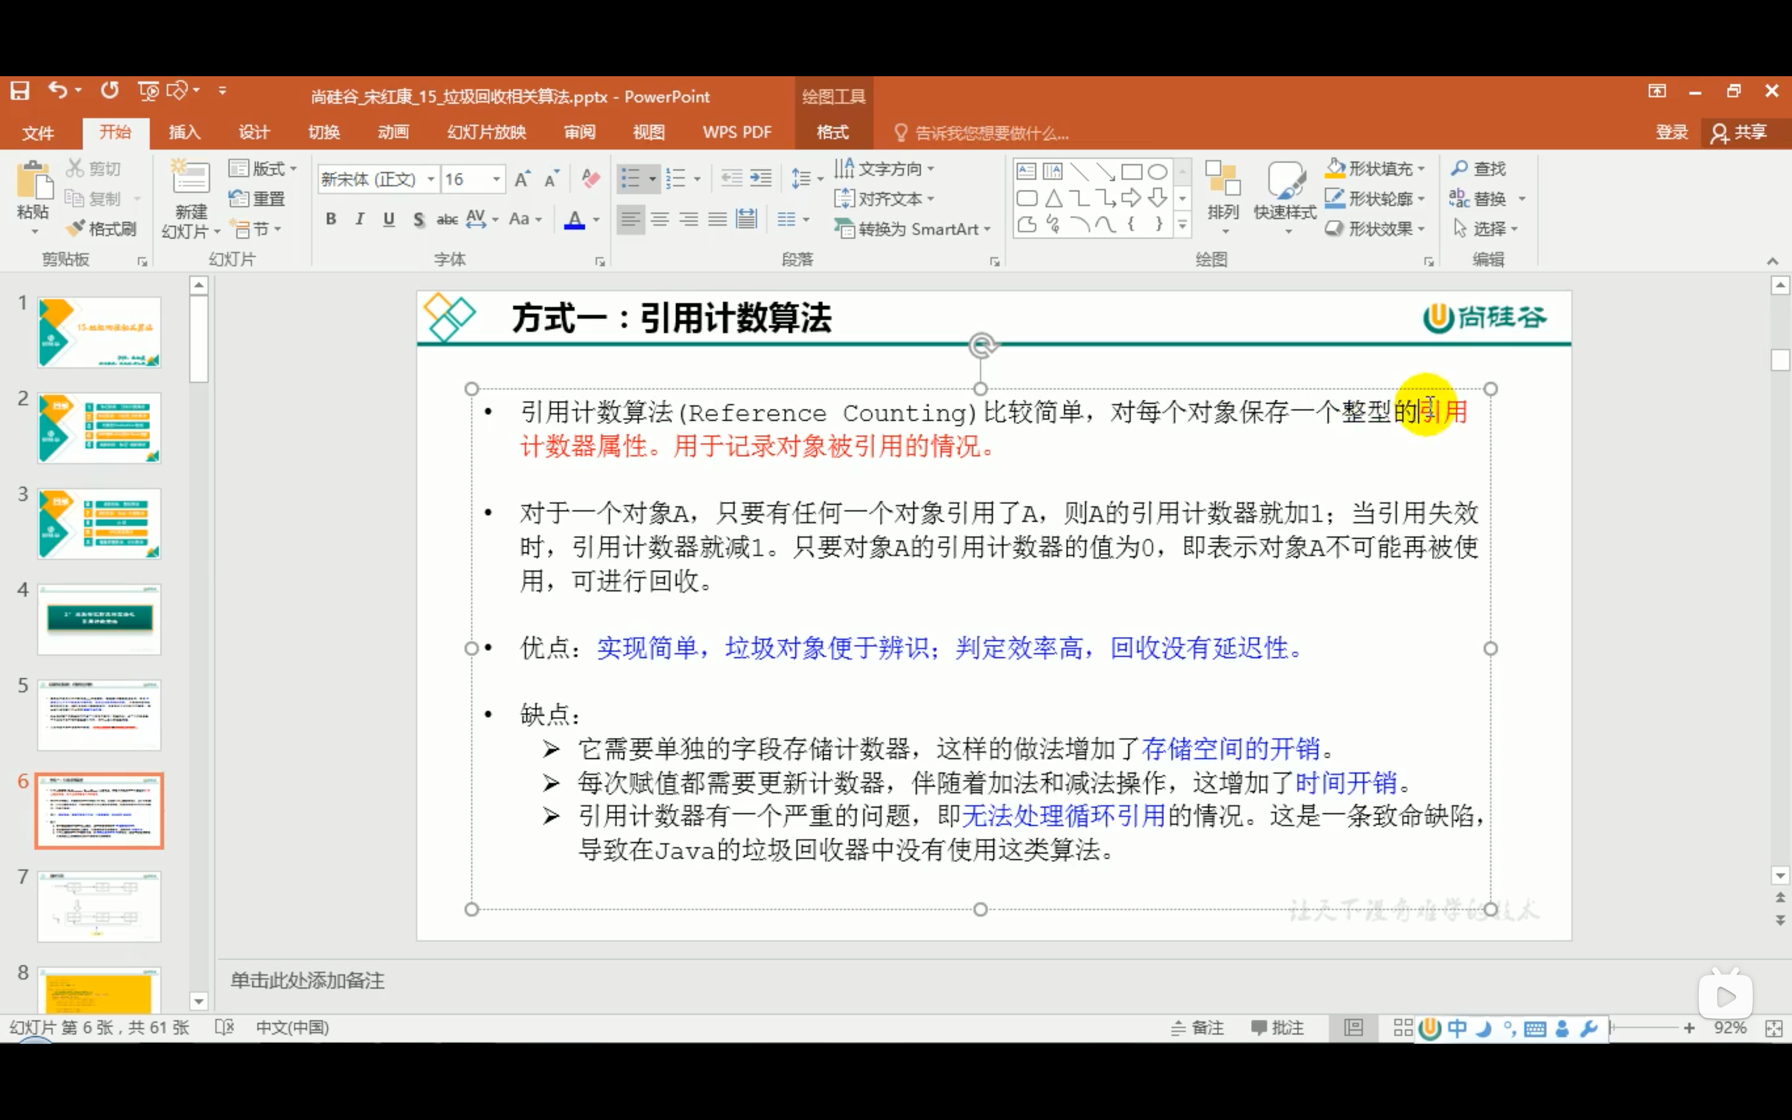 尚硅谷_宋红康_15_垃圾回收相关算法.pptx - PowerPoint
绘图工具
文件 开始 插入 设计 切换 动画 幻灯片放映 审阅 视图 WPS PDF 格式 告诉我您想要做什么... 登录 共享
粘贴 剪切 复制 格式刷 剪贴板
新建 幻灯片 版式 重置 节 幻灯片
新宋体 (正文) 16
B I U S abc AV Aa A 字体
文字方向 对齐文本 转换为 SmartArt 段落
排列 快速样式 形状填充 形状轮廓 形状效果 绘图
查找 替换 选择 编辑
1
2
3
4
5
6
7
8
方式一：引用计数算法
尚硅谷
• 引用计数算法(Reference Counting)比较简单，对每个对象保存一个整型的引用
计数器属性。用于记录对象被引用的情况。
• 对于一个对象A，只要有任何一个对象引用了A，则A的引用计数器就加1；当引用失效
时，引用计数器就减1。只要对象A的引用计数器的值为0，即表示对象A不可能再被使
用，可进行回收。
• 优点：实现简单，垃圾对象便于辨识；判定效率高，回收没有延迟性。
• 缺点：
➢ 它需要单独的字段存储计数器，这样的做法增加了存储空间的开销。
➢ 每次赋值都需要更新计数器，伴随着加法和减法操作，这增加了时间开销。
➢ 引用计数器有一个严重的问题，即无法处理循环引用的情况。这是一条致命缺陷，
导致在Java的垃圾回收器中没有使用这类算法。
让天下没有难学的技术
单击此处添加备注
幻灯片 第 6 张，共 61 张 中文(中国) 备注 批注 中 92%